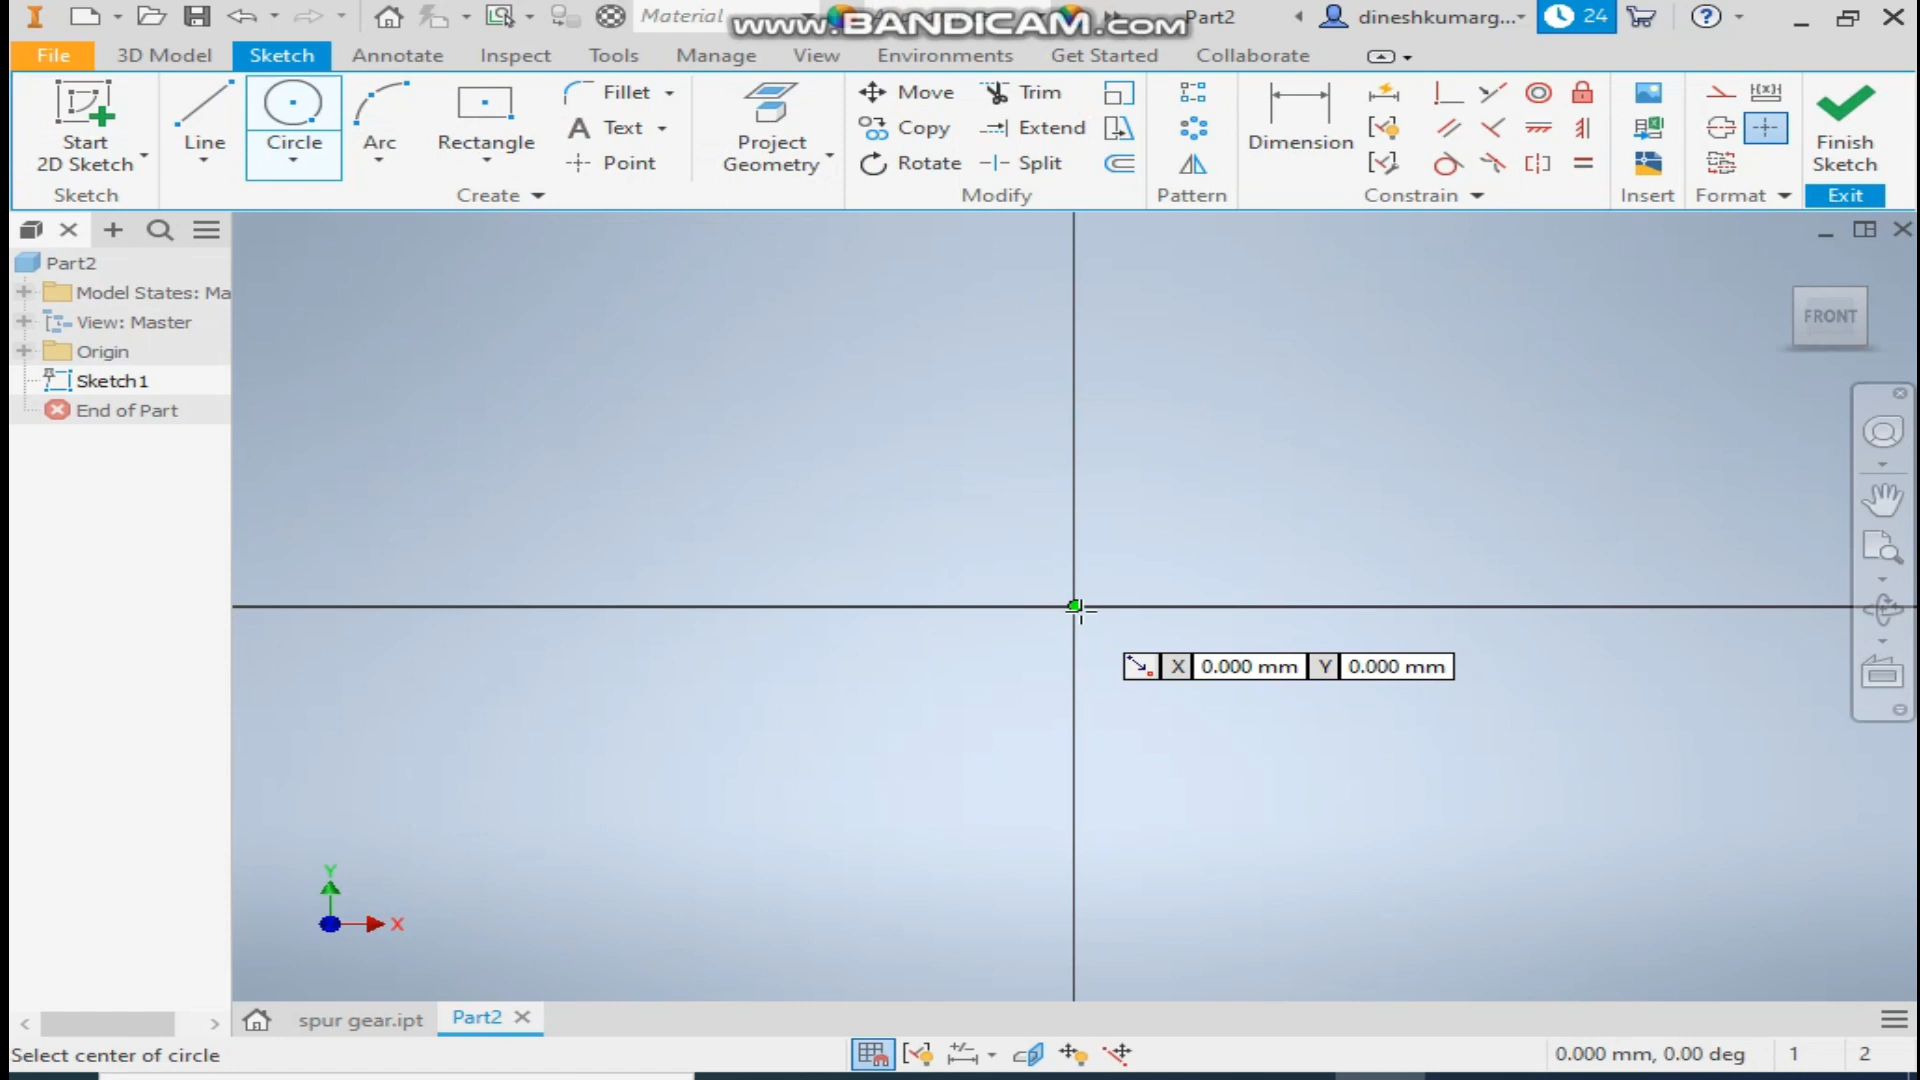 Material
www.BANDICAM.com
Part2
dineshkumarg...
24
File
3D Model
Sketch
Annotate
Inspect
Tools
Manage
View
Environments
Get Started
Collaborate
Start
2D Sketch
Line
Circle
Arc
Rectangle
Fillet
Text
Point
Project
Geometry
Move
Copy
Rotate
Trim
Extend
Split
Dimension
Finish
Sketch
Sketch
Create
Modify
Pattern
Constrain
Insert
Format
Exit
Part2
Model States: Ma
View: Master
Origin
Sketch1
End of Part
FRONT
X 0.000 mm Y 0.000 mm
Y
X
spur gear.ipt
Part2
Select center of circle
0.000 mm, 0.00 deg
1
2